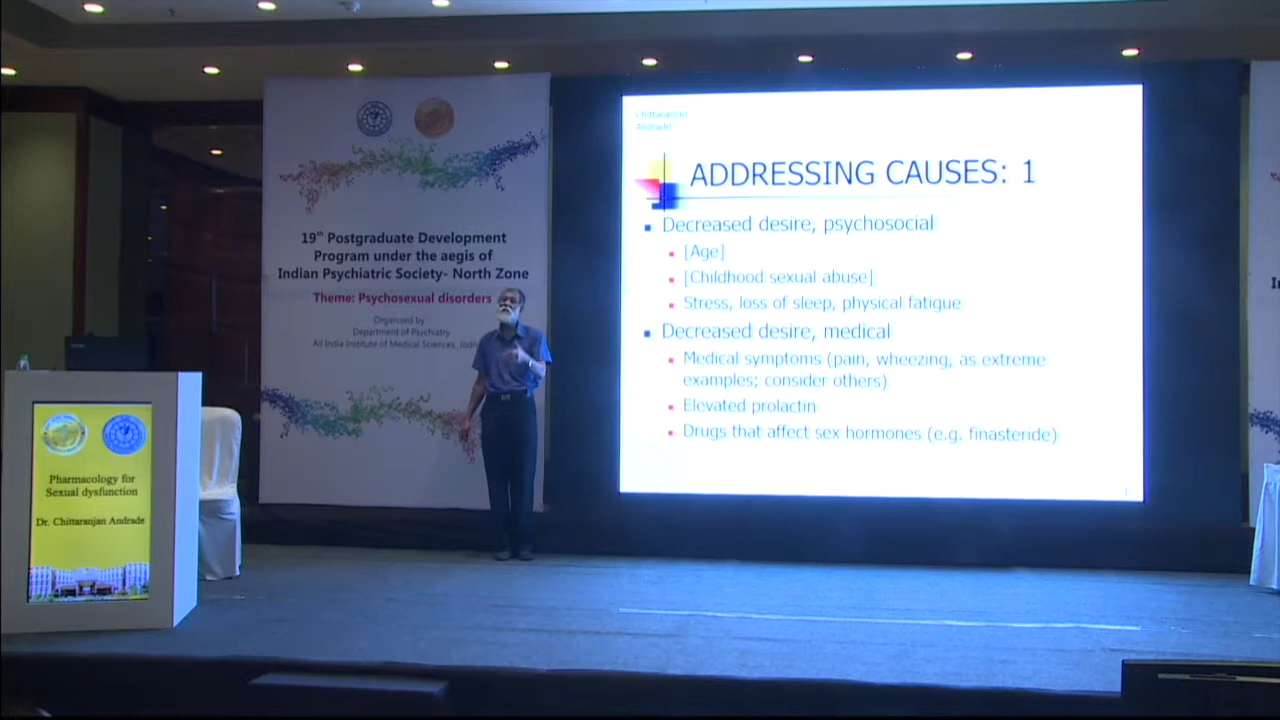 19th Postgraduate Development
Program under the aegis of
Indian Psychiatric Society- North Zone
Theme: Psychosexual disorders
Organised by
Department of Psychiatry
All India Institute of Medical Sciences,
Chittaranjan
Andrade
ADDRESSING CAUSES: 1
Decreased desire, psychosocial
[Age]
[Childhood sexual abuse]
Stress, loss of sleep, physical fatigue
Decreased desire, medical
Medical symptoms (pain, wheezing, as extreme
examples; consider others)
Elevated prolactin
Drugs that affect sex hormones (e.g. finasteride)
Pharmacology for
Sexual dysfunction
Dr. Chittaranjan Andrade